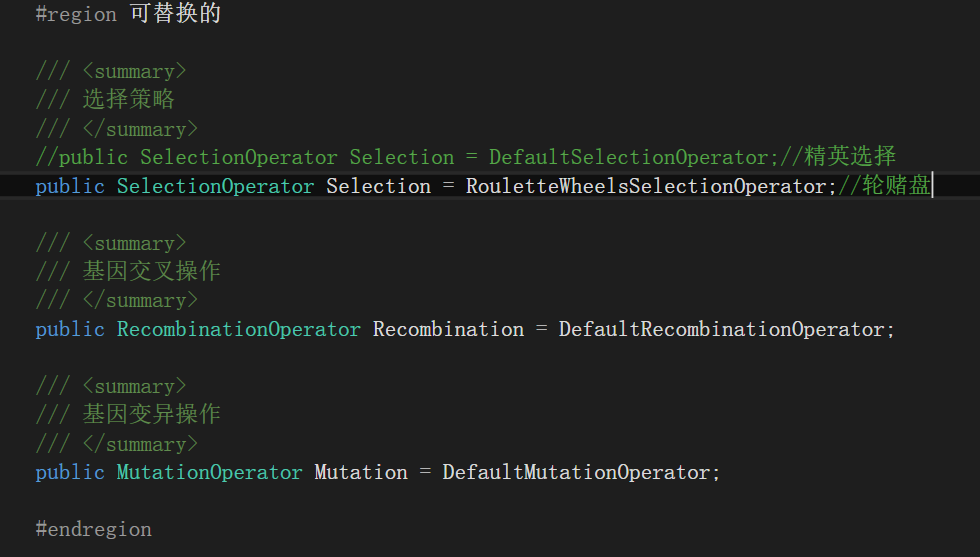 #region 可替换的
/// <summary>
/// 选择策略
/// </summary>
//public SelectionOperator Selection = DefaultSelectionOperator;//精英选择
public SelectionOperator Selection = RouletteWheelsSelectionOperator;//轮赌盘
/// <summary>
/// 基因交叉操作
/// </summary>
public RecombinationOperator Recombination = DefaultRecombinationOperator;
/// <summary>
/// 基因变异操作
/// </summary>
public MutationOperator Mutation = DefaultMutationOperator;
#endregion